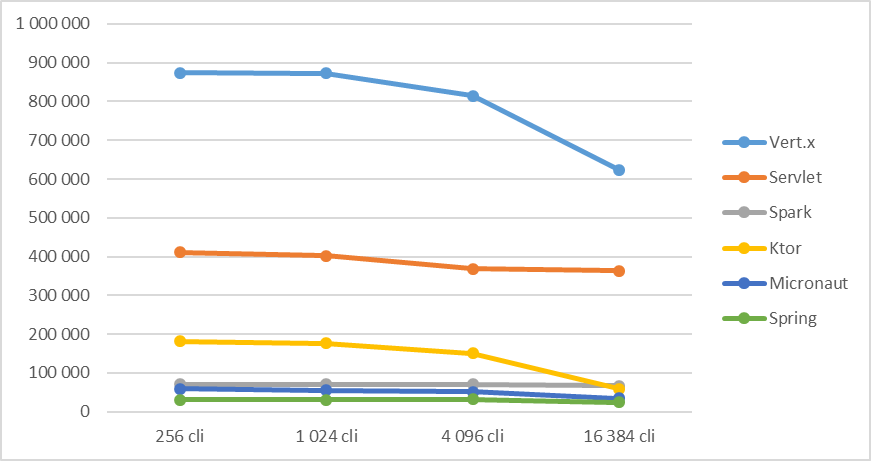 1 000 000
900 000
800 000
700 000
600 000
500 000
400 000
300 000
200 000
100 000
0
256 cli
1 024 cli
4 096 cli
16 384 cli
Vert.x
Servlet
Spark
Ktor
Micronaut
Spring